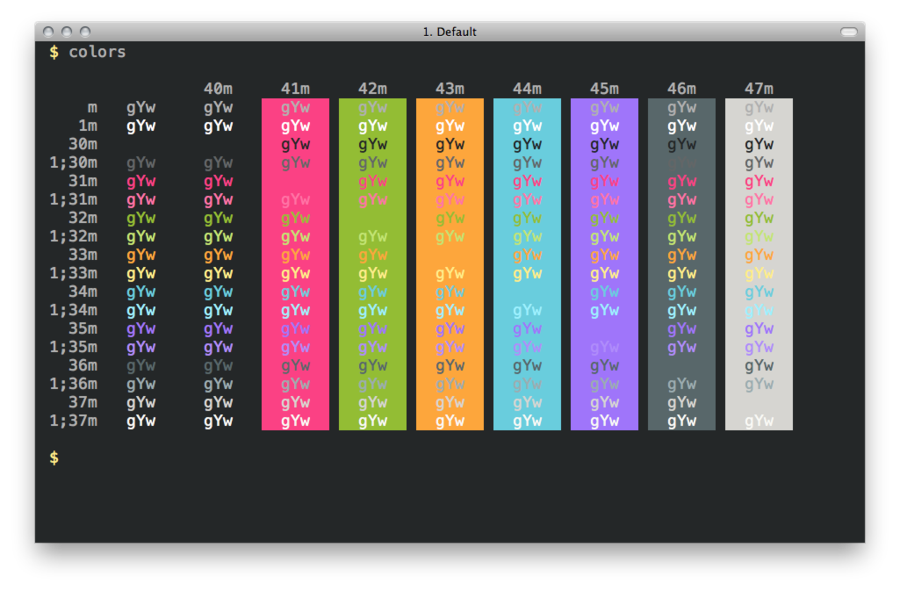 1. Default
$ colors
40m 41m 42m 43m 44m 45m 46m 47m
m gYw gYw gYw gYw gYw gYw gYw gYw gYw
1m gYw gYw gYw gYw gYw gYw gYw gYw gYw
30m gYw gYw gYw gYw gYw gYw gYw
1;30m gYw gYw gYw gYw gYw gYw gYw gYw gYw
31m gYw gYw gYw gYw gYw gYw gYw gYw
1;31m gYw gYw gYw gYw gYw gYw gYw gYw gYw
32m gYw gYw gYw gYw gYw gYw gYw gYw
1;32m gYw gYw gYw gYw gYw gYw gYw gYw gYw
33m gYw gYw gYw gYw gYw gYw gYw gYw
1;33m gYw gYw gYw gYw gYw gYw gYw gYw gYw
34m gYw gYw gYw gYw gYw gYw gYw gYw
1;34m gYw gYw gYw gYw gYw gYw gYw gYw gYw
35m gYw gYw gYw gYw gYw gYw gYw gYw
1;35m gYw gYw gYw gYw gYw gYw gYw gYw gYw
36m gYw gYw gYw gYw gYw gYw gYw gYw
1;36m gYw gYw gYw gYw gYw gYw gYw gYw gYw
37m gYw gYw gYw gYw gYw gYw gYw gYw
1;37m gYw gYw gYw gYw gYw gYw gYw gYw gYw
$